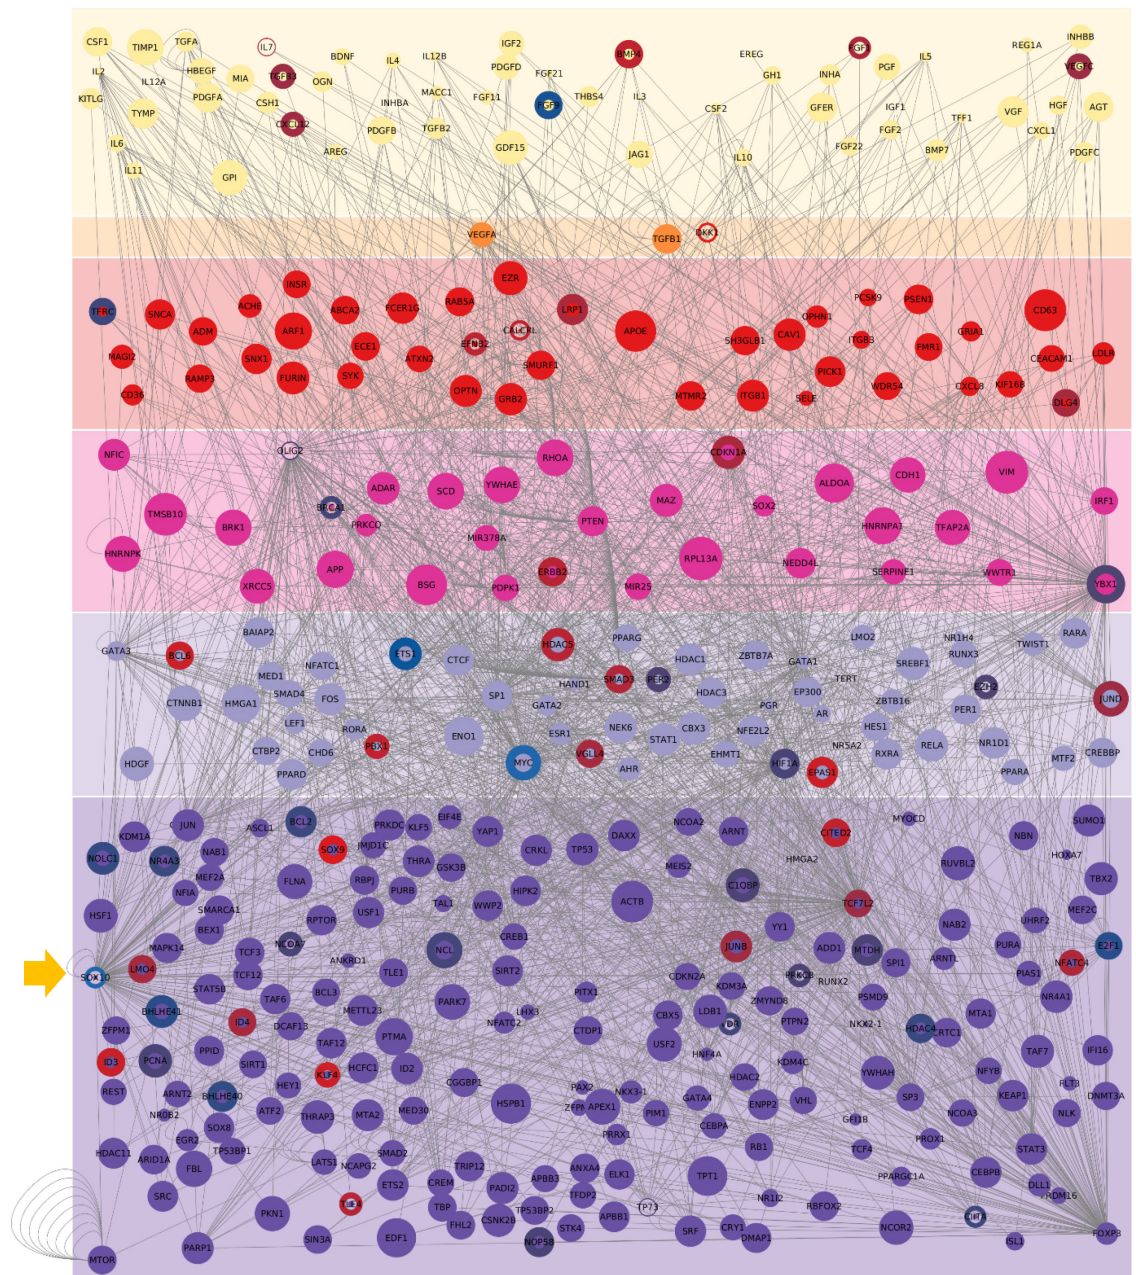 CSF1
TIMP1
TGFA
IL7
BDNF
IL4
IL12B
IGF2
BMP4
EREG
FGF1
REG1A
INHBB
IL2
IL12A
HBEGF
MIA
TGFB3
OGN
MACC1
PDGFD
FGF21
GH1
INHA
PGF
IL5
VEGFC
KITLG
TYMP
PDGFA
CSH1
CXCL12
INHBA
FGF11
FGF9
THBS4
IL3
CSF2
GFER
IGF1
VGF
HGF
AGT
IL6
IL11
GPI
AREG
PDGFB
TGFB2
GDF15
JAG1
IL10
FGF22
FGF2
TFF1
BMP7
CXCL1
PDGFC
VEGFA
TGFB1
DKK1
TFRC
SNCA
ACHE
INSR
ABCA2
FCER1G
RAB5A
EZR
LRP1
PCSK9
PSEN1
CD63
MAGI2
ADM
ARF1
ECE1
CALCRL
EFNB2
APOE
SH3GLB1
CAV1
OPHN1
ITGB3
FMR1
GRIA1
CEACAM1
LDLR
CD36
RAMP3
SNX1
FURIN
SYK
ATXN2
OPTN
SMURF1
GRB2
MTMR2
ITGB1
PICK1
SELE
WDR54
CXCL8
KIF16B
DLG4
NFIC
OLIG2
RHOA
CDKN1A
VIM
TMSB10
BRK1
BRCA1
ADAR
SCD
YWHAE
MAZ
SOX2
ALDOA
CDH1
IRF1
HNRNPK
PRKCQ
MIR378A
PTEN
HNRNPA1
TFAP2A
XRCC5
APP
BSG
PDPK1
ERBB2
RPL13A
MIR25
NEDD4L
SERPINE1
WWTR1
YBX1
GATA3
BAIAP2
BCL6
ETS1
HDAC5
PPARG
LMO2
NR1H4
TWIST1
RARA
MED1
NFATC1
CTCF
HAND1
SMAD3
PER2
HDAC1
ZBTB7A
GATA1
SREBF1
RUNX3
CTNNB1
HMGA1
SMAD4
FOS
SP1
GATA2
HDAC3
EP300
TERT
ZBTB16
EZH2
PER1
JUND
LEF1
RORA
ENO1
ESR1
NEK6
CBX3
PGR
AR
HES1
HDGF
CTBP2
CHD6
PBX1
STAT1
NFE2L2
NR5A2
RELA
NR1D1
CREBBP
PPARD
MYC
VGLL4
AHR
EHMT1
HIF1A
EPAS1
RXRA
PPARA
MTF2
KDM1A
JUN
ASCL1
BCL2
PRKDC
KLF5
EIF4E
YAP1
TP53
DAXX
NCOA2
ARNT
CITED2
MYOCD
NBN
SUMO1
NOLC1
NR4A3
NAB1
SOX9
JMJD1C
THRA
GSK3B
CRKL
MEIS2
HMGA2
RUVBL2
HOXA7
TBX2
NFIA
MEF2A
FLNA
RBPJ
PURB
HIPK2
C1QBP
HSF1
SMARCA1
RPTOR
USF1
TAL1
WWP2
ACTB
TCF7L2
MEF2C
BEX1
MAPK14
NCOA7
NCL
CREB1
JUNB
YY1
ADD1
MTDH
NAB2
UHRF2
PURA
E2F1
SOX10
LMO4
TCF3
TCF12
ANKRD1
TLE1
SIRT2
CDKN2A
PRKCB
SPI1
ARNTL
PIAS1
NFATC4
STAT5B
BCL3
PARK7
LHX3
PITX1
KDM3A
RUNX2
PSMD9
NR4A1
BHLHE41
TAF6
METTL23
NFATC2
CBX5
LDB1
ZMYND8
MTA1
ZFPM1
ID4
DCAF13
PTMA
CTDP1
USF2
VDR
PTPN2
NKX2-1
HDAC4
CRTC1
TAF7
IFI16
ID3
PCNA
PPID
TAF12
HNF4A
KDM4C
SIRT1
HCFC1
ID2
HDAC2
YWHAH
NFYB
FLT3
REST
ARNT2
HEY1
KLF4
CGGBP1
PAX2
NKX3-1
GATA4
ENPP2
VHL
SP3
KEAP1
DNMT3A
NR0B2
BHLHE40
ATF2
THRAP3
MTA2
MED30
HSPB1
APEX1
PIM1
CEBPA
GFI1B
NCOA3
NLK
HDAC11
EGR2
SOX8
TP53BP1
PRRX1
RB1
TCF4
PROX1
STAT3
ARID1A
FBL
LATS1
NCAPG2
SMAD2
TRIP12
ANXA4
ELK1
TPT1
PPARGC1A
CEBPB
DLL1
PRDM16
SRC
TLE4
ETS2
CREM
PADI2
APBB3
TFDP2
NR1I2
RBFOX2
PKN1
TBP
CSNK2B
TP53BP2
APBB1
TP73
CIITA
MTOR
PARP1
SIN3A
EDF1
FHL2
NOP58
STK4
SRF
CRY1
DMAP1
NCOR2
ISL1
FOXP3